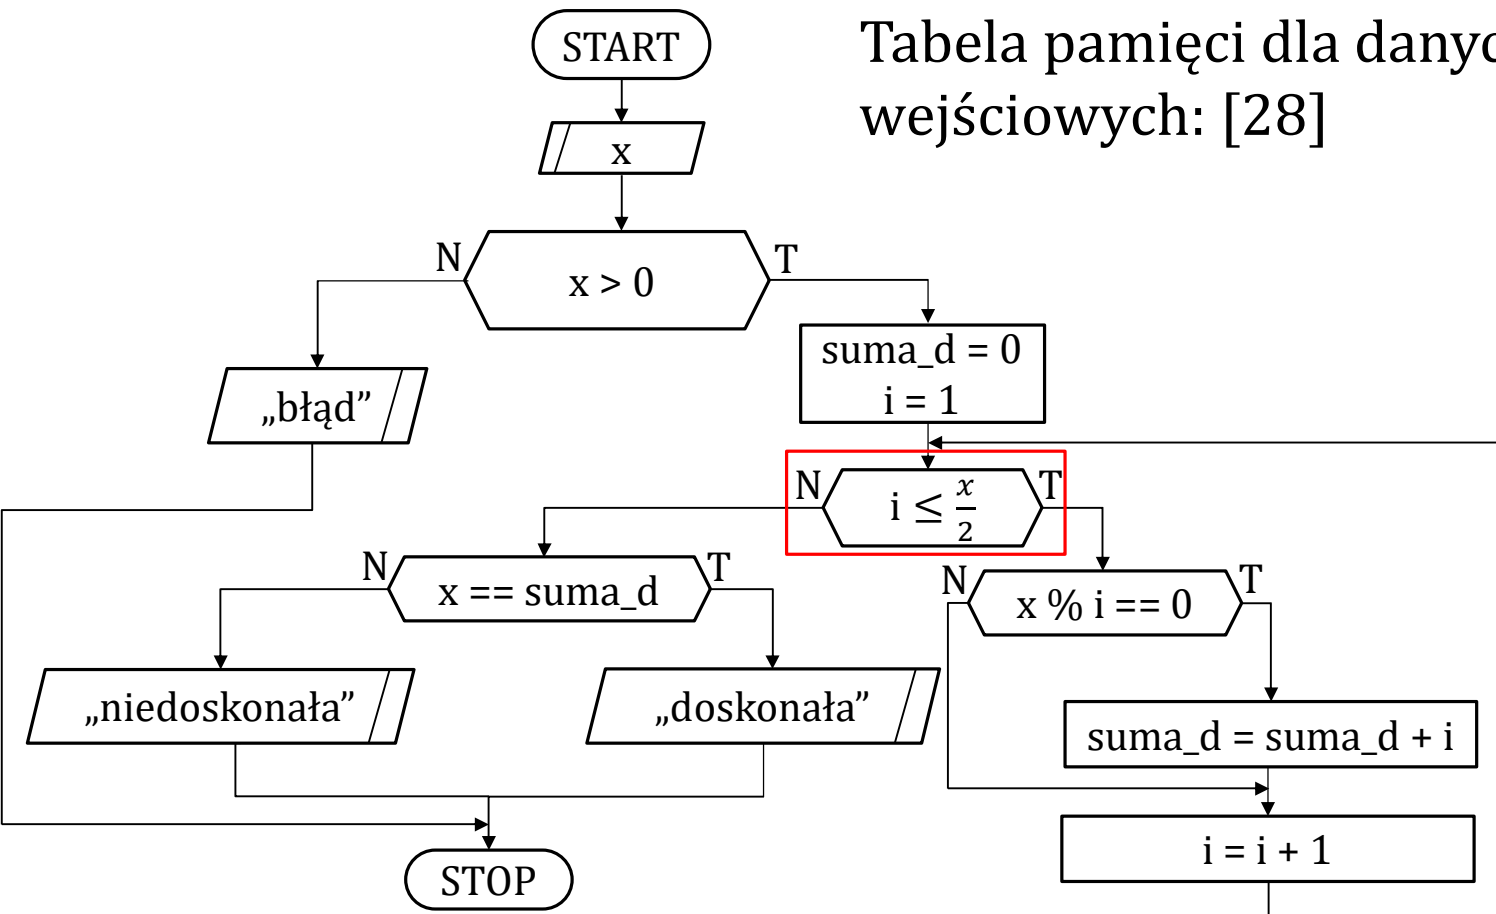 START
Tabela pamięci dla danyc
wejściowych: [28]
x
N
x > 0
T
suma_d = 0
i = 1
„błąd”
N
i ≤ x/2
T
N
x == suma_d
T
N
x % i == 0
T
„niedoskonała”
„doskonała”
suma_d = suma_d + i
i = i + 1
STOP